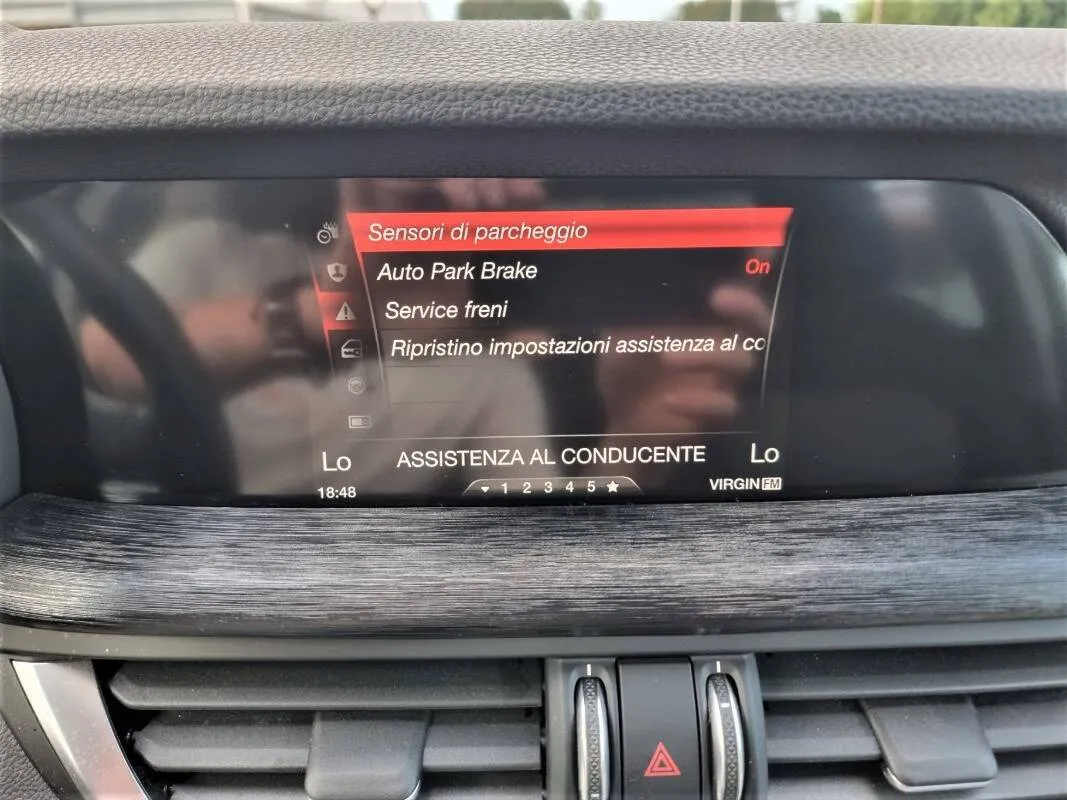 Sensori di parcheggio
Auto Park Brake On
Service freni
Ripristino impostazioni assistenza al co
Lo ASSISTENZA AL CONDUCENTE Lo
18:48 1 2 3 4 5 VIRGIN FM